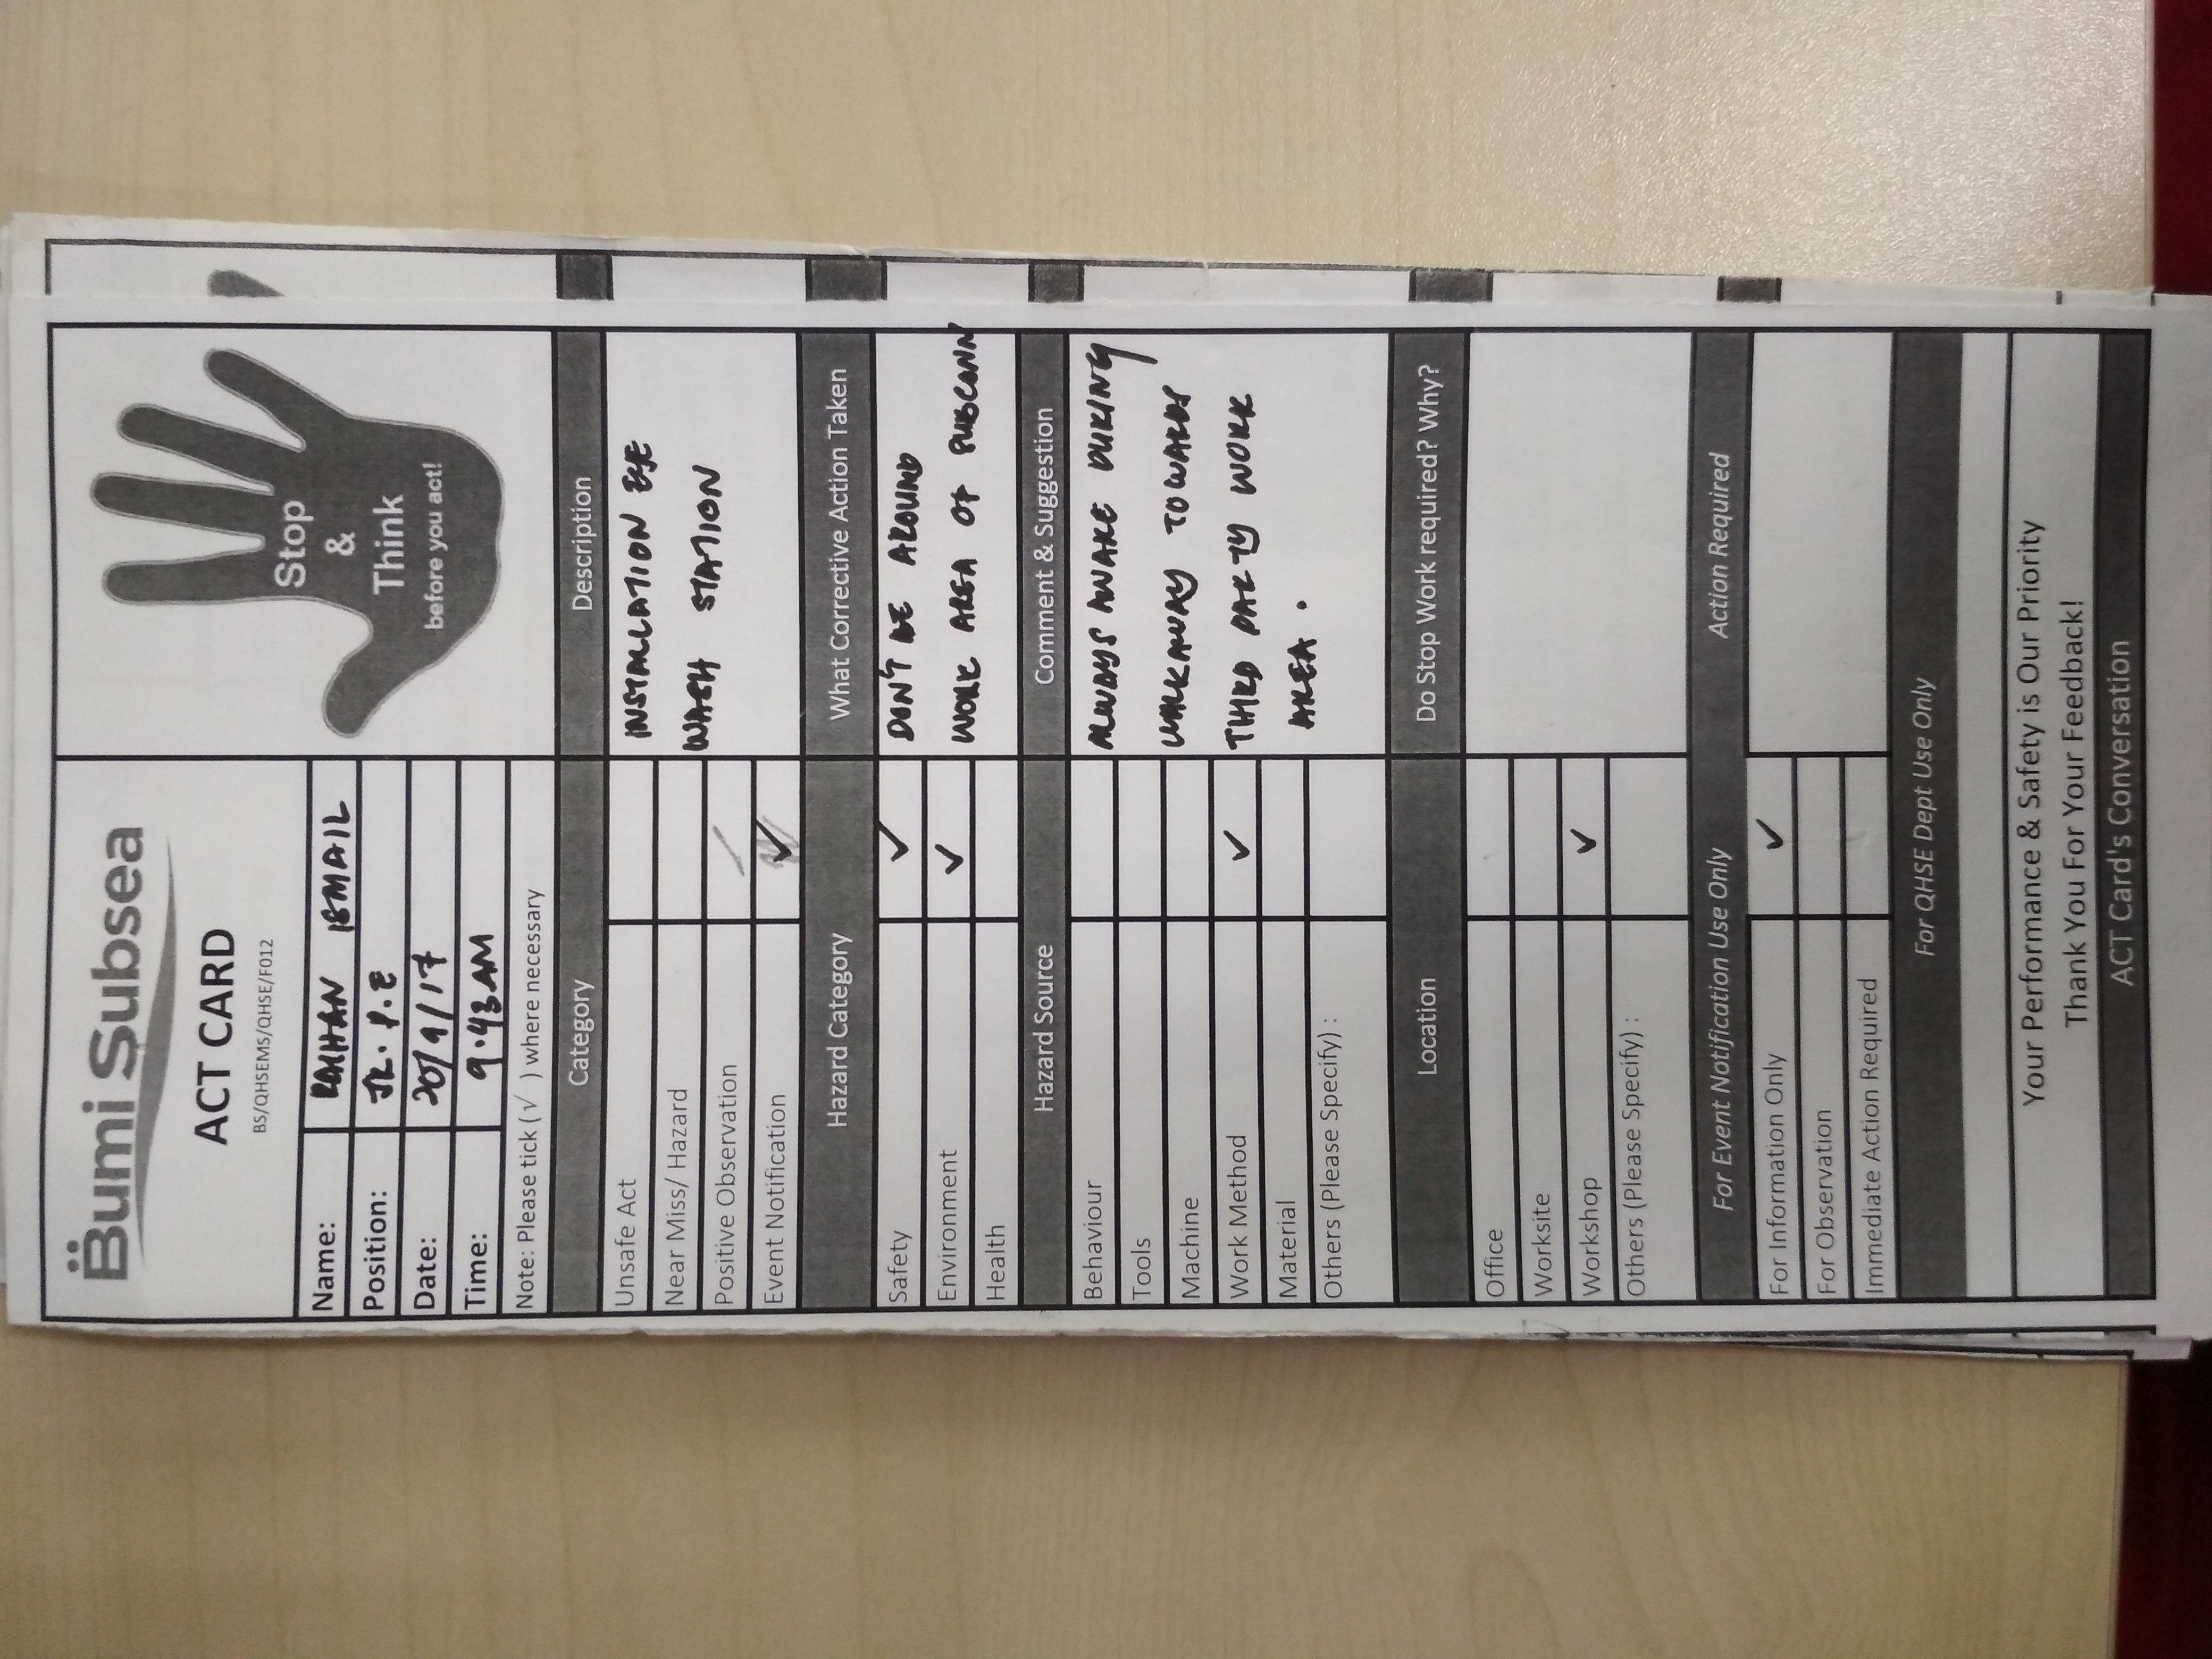 Bumi Subsea
ACT CARD
BS/QHSEMS/QHSE/F012
Stop
&
Think
before you act!
Name: ISMAIL
Position: JR. P.E
Date: 20/9/17
Time: 9.43 AM
Note: Please tick (√ ) where necessary
Category Description
Unsafe Act
Near Miss/ Hazard
Positive Observation
Event Notification ✓
INSTALLATION EYE
WASH STATION
Hazard Category What Corrective Action Taken
Safety ✓
Environment ✓
Health
DON'T BE AROUND
WORK AREA OF SUBCONN
Hazard Source Comment & Suggestion
Behaviour
Tools
Machine
Work Method ✓
Material
Others (Please Specify) :
ALWAYS AWAKE DURING
WALKAWAY TOWARDS
THIRD PARTY WORK
AREA.
Location Do Stop Work required? Why?
Office
Worksite
Workshop ✓
Others (Please Specify) :
For Event Notification Use Only Action Required
For Information Only ✓
For Observation
Immediate Action Required
For QHSE Dept Use Only
Your Performance & Safety is Our Priority
Thank You For Your Feedback!
ACT Card's Conversation